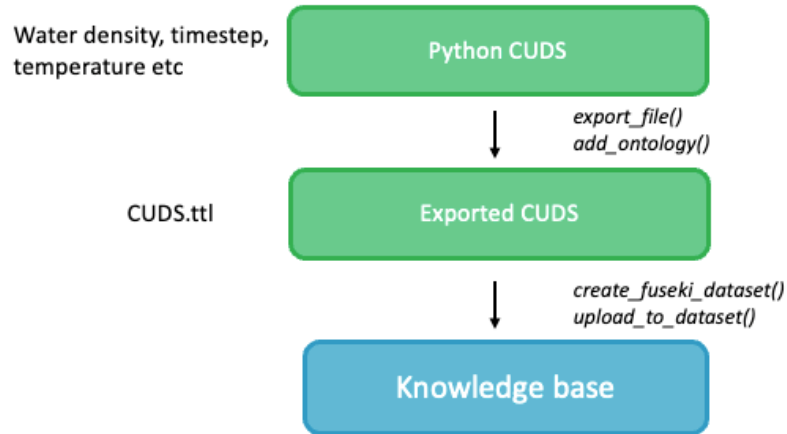 Water density, timestep,
temperature etc
Python CUDS
export_file()
add_ontology()
CUDS.ttl
Exported CUDS
create_fuseki_dataset()
upload_to_dataset()
Knowledge base